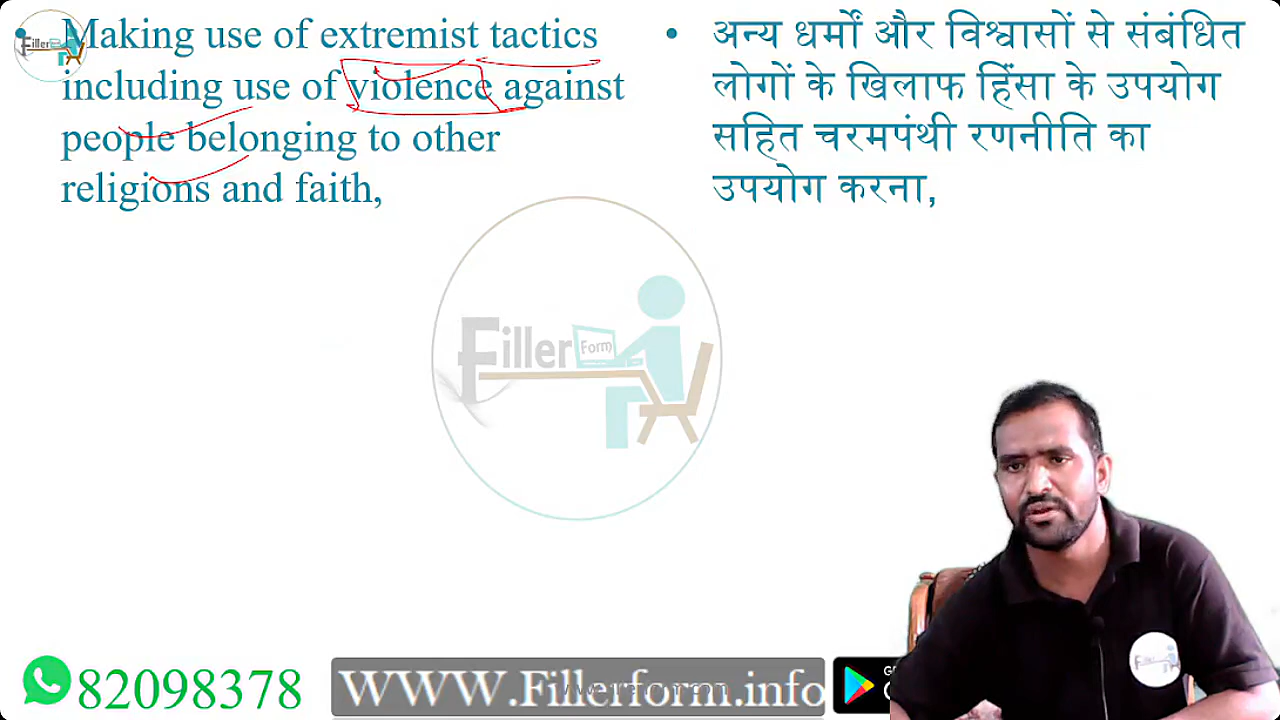 Making use of extremist tactics
including use of violence against
people belonging to other
religions and faith,
अन्य धर्मों और विश्वासों से संबंधित
लोगों के खिलाफ हिंसा के उपयोग
सहित चरमपंथी रणनीति का
उपयोग करना,
Filler Form
82098378
WWW.Fillerform.info